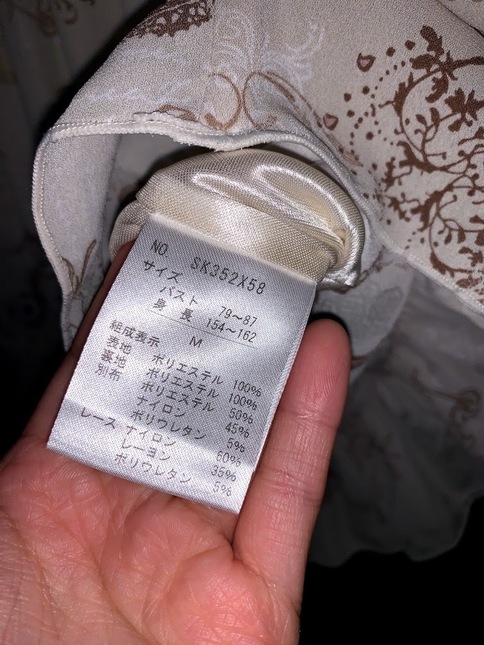 NO. SK352X58
サイズ
バスト 79～87
身 長 154～162
M
組成表示
表地 ポリエステル 100%
裏地 ポリエステル 100%
別布 ポリエステル 50%
ナイロン 45%
ポリウレタン 5%
レース ナイロン 60%
レーヨン 35%
ポリウレタン 5%